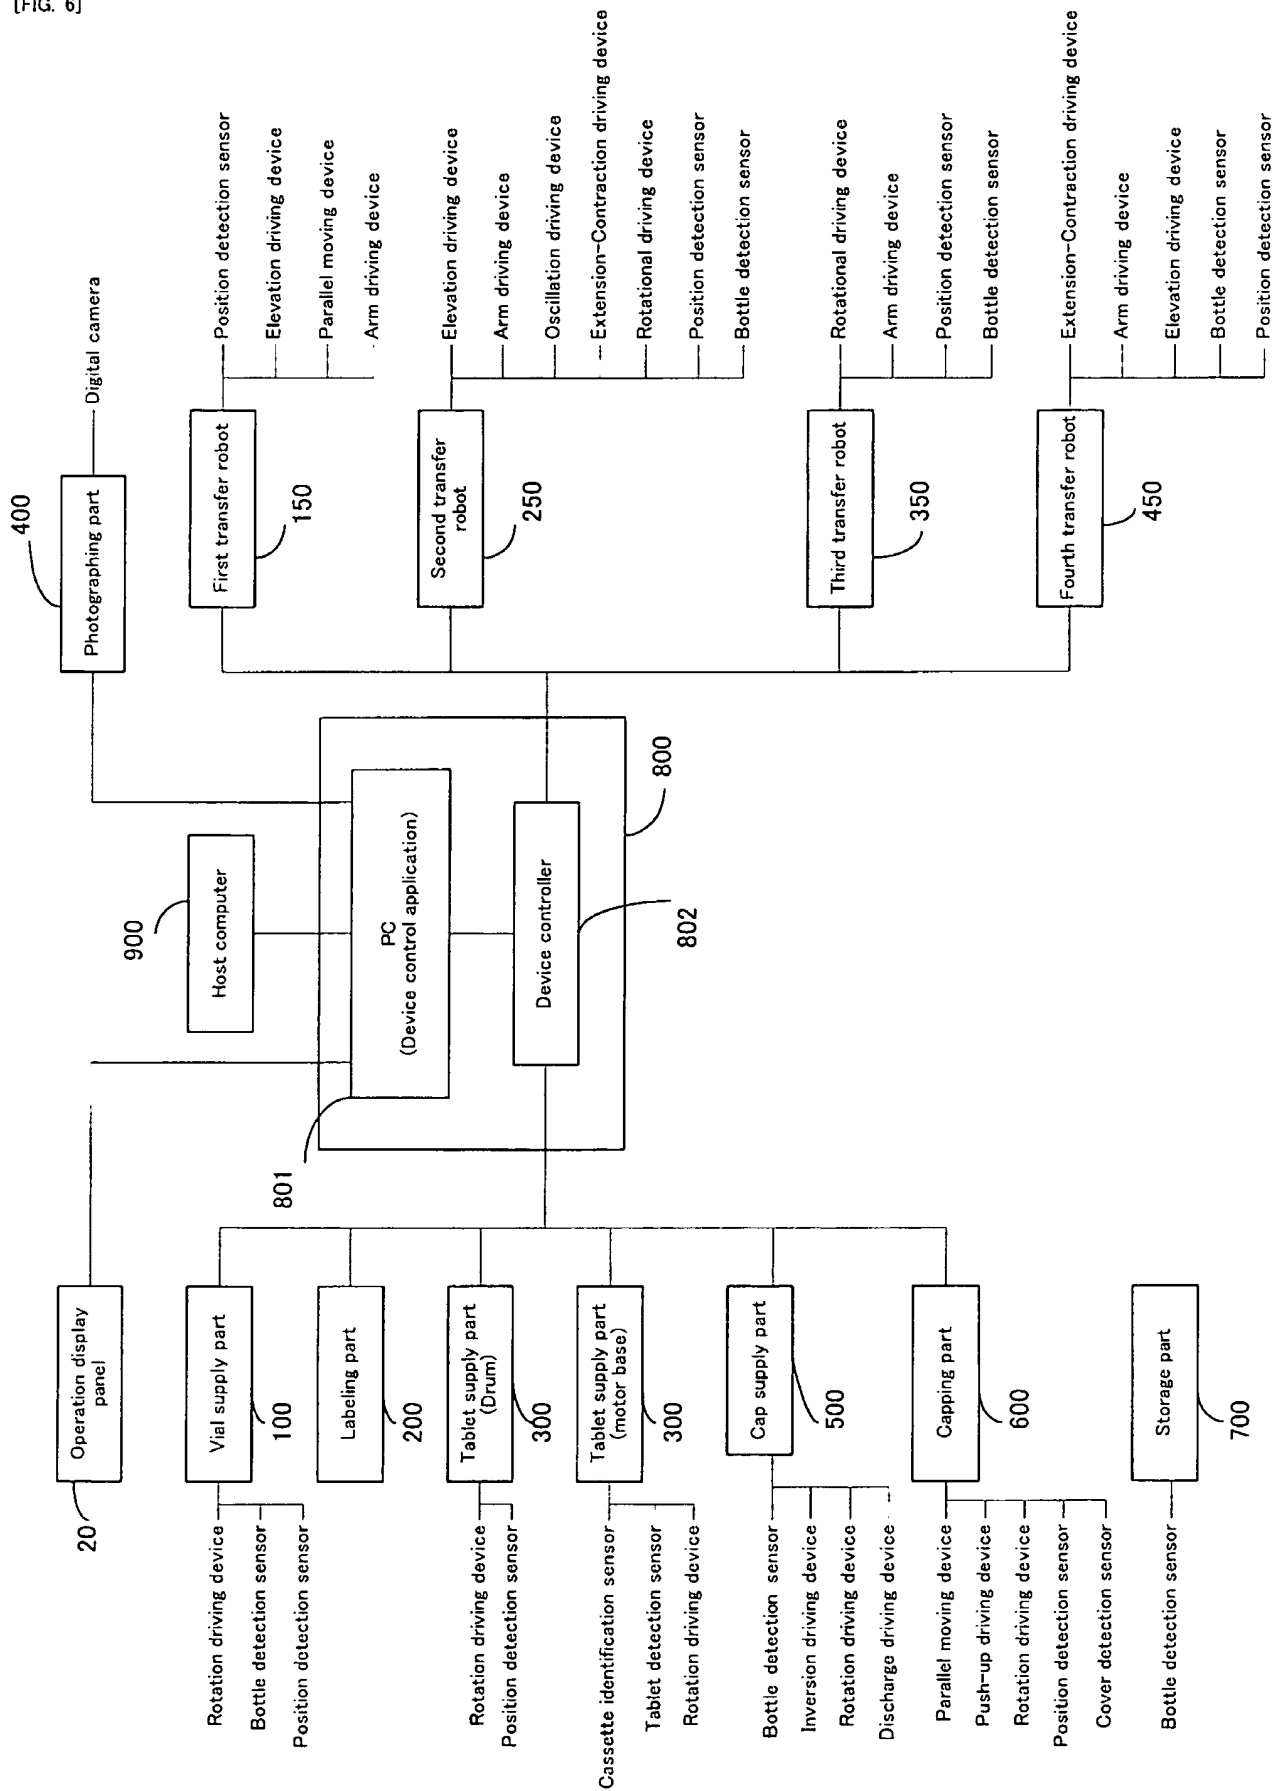 [FIG. 6]
Operation display
panel
20
Vial supply part
100
Rotation driving device
Bottle detection sensor
Position detection sensor
Labeling part
200
Tablet supply part
(Drum)
300
Rotation driving device
Position detection sensor
Tablet supply part
(motor base)
300
Cassette identification sensor
Tablet detection sensor
Rotation driving device
Cap supply part
500
Bottle detection sensor
Inversion driving device
Rotation driving device
Discharge driving device
Capping part
600
Parallel moving device
Push-up driving device
Rotation driving device
Position detection sensor
Cover detection sensor
Storage part
700
Bottle detection sensor
Host computer
900
PC
(Device control application)
801
Device controller
802
800
Photographing part
400
Digital camera
First transfer robot
150
Position detection sensor
Elevation driving device
Parallel moving device
Arm driving device
Second transfer
robot
250
Elevation driving device
Arm driving device
Oscillation driving device
Extension-Contraction driving device
Rotational driving device
Position detection sensor
Bottle detection sensor
Third transfer robot
350
Rotational driving device
Arm driving device
Position detection sensor
Bottle detection sensor
Fourth transfer robot
450
Extension-Contraction driving device
Arm driving device
Elevation driving device
Bottle detection sensor
Position detection sensor